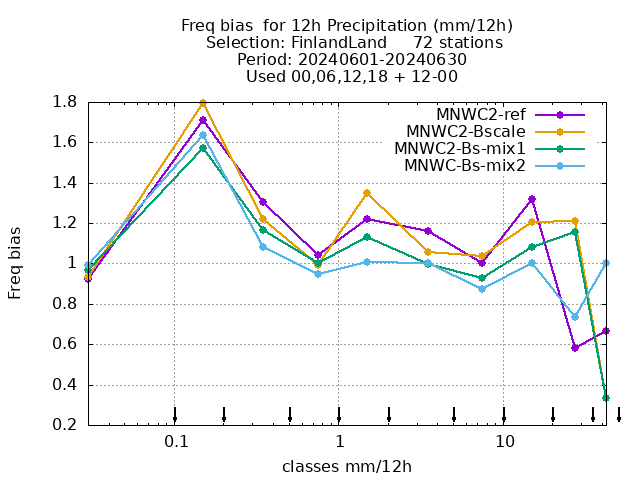 Freq bias  for 12h Precipitation (mm/12h)
Selection: FinlandLand     72 stations
Period: 20240601-20240630
Used 00,06,12,18 + 12-00
MNWC2-ref
MNWC2-Bscale
MNWC2-Bs-mix1
MNWC-Bs-mix2
Freq bias
1.8
1.6
1.4
1.2
1
0.8
0.6
0.4
0.2
0.1
1
10
classes mm/12h